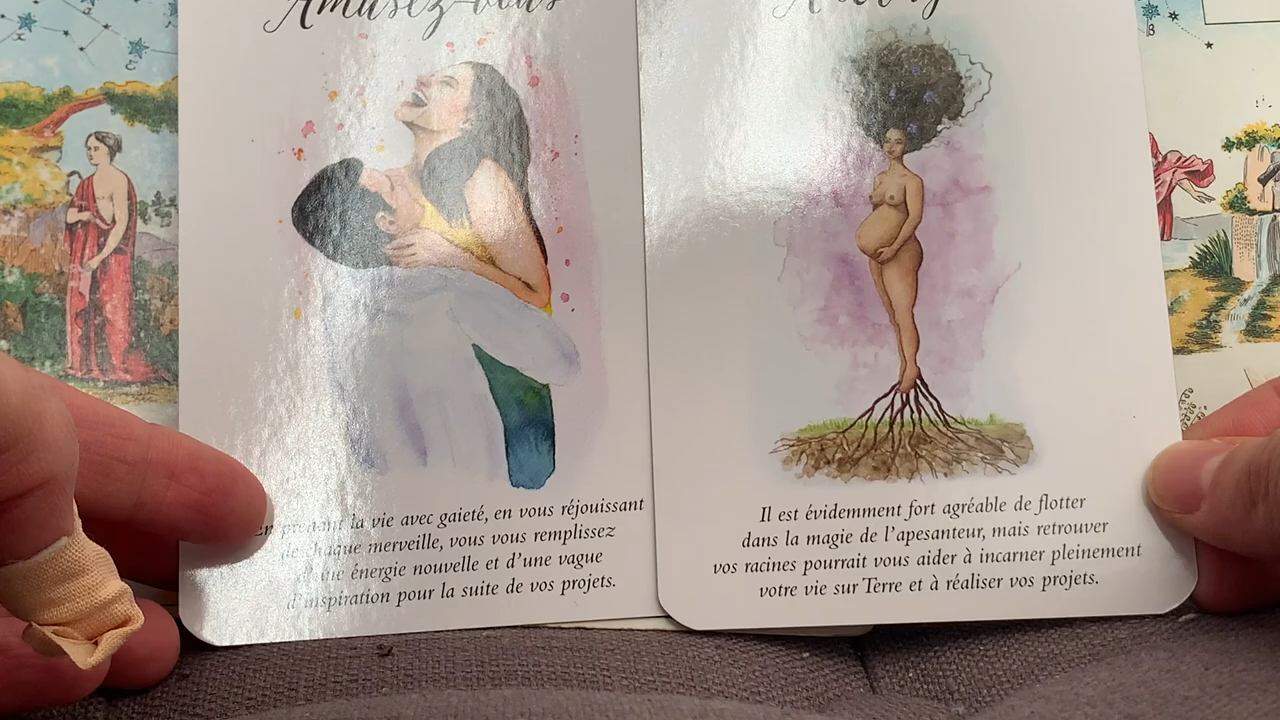 Amusez-vous
En prenant la vie avec gaieté, en vous réjouissant
de chaque merveille, vous vous remplissez
d'une énergie nouvelle et d'une vague
d'inspiration pour la suite de vos projets.
Il est évidemment fort agréable de flotter
dans la magie de l'apesanteur, mais retrouver
vos racines pourrait vous aider à incarner pleinement
votre vie sur Terre et à réaliser vos projets.